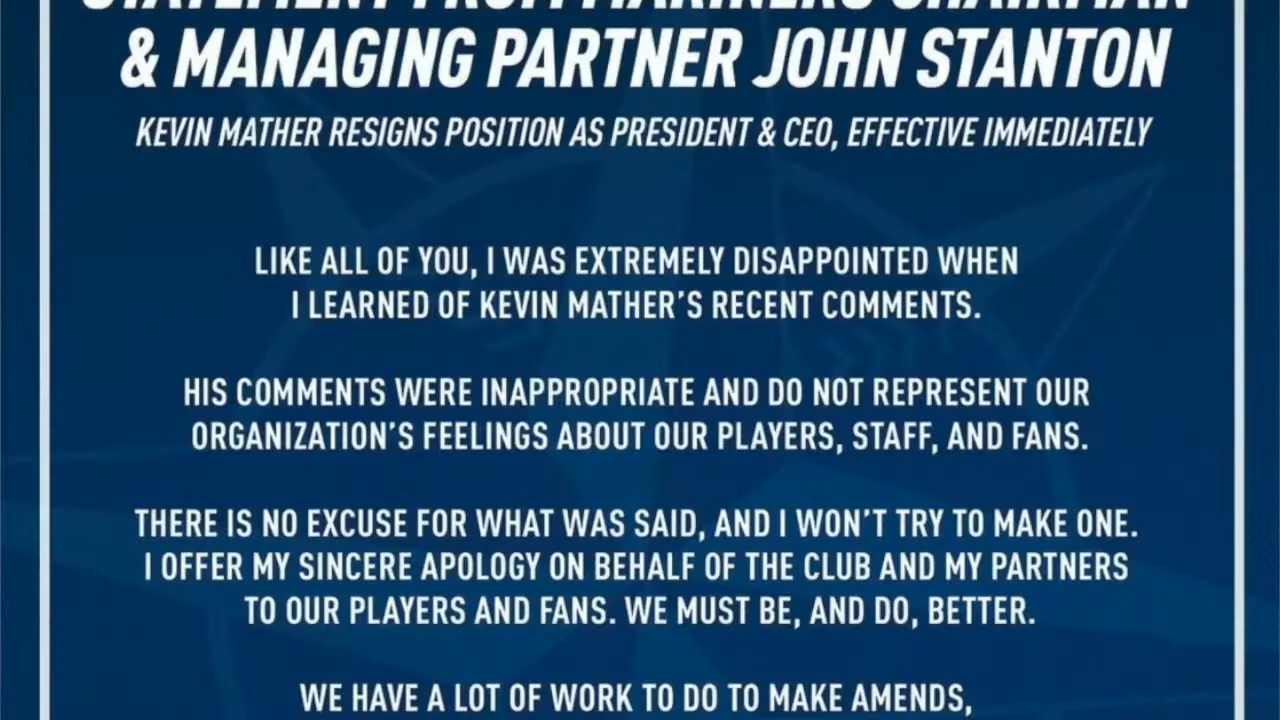 STATEMENT FROM MARINERS CHAIRMAN
& MANAGING PARTNER JOHN STANTON
KEVIN MATHER RESIGNS POSITION AS PRESIDENT & CEO, EFFECTIVE IMMEDIATELY
LIKE ALL OF YOU, I WAS EXTREMELY DISAPPOINTED WHEN
I LEARNED OF KEVIN MATHER'S RECENT COMMENTS.
HIS COMMENTS WERE INAPPROPRIATE AND DO NOT REPRESENT OUR
ORGANIZATION'S FEELINGS ABOUT OUR PLAYERS, STAFF, AND FANS.
THERE IS NO EXCUSE FOR WHAT WAS SAID, AND I WON'T TRY TO MAKE ONE.
I OFFER MY SINCERE APOLOGY ON BEHALF OF THE CLUB AND MY PARTNERS
TO OUR PLAYERS AND FANS. WE MUST BE, AND DO, BETTER.
WE HAVE A LOT OF WORK TO DO TO MAKE AMENDS,